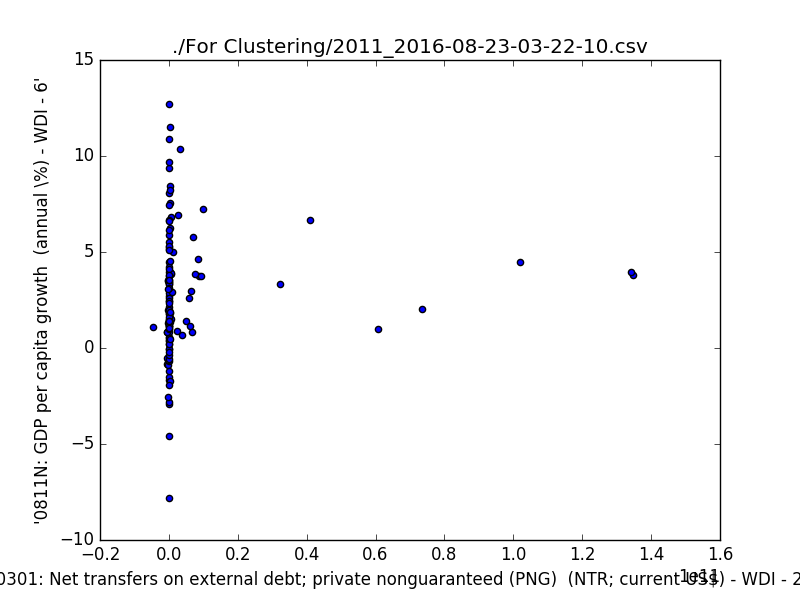 ./For Clustering/2011_2016-08-23-03-22-10.csv
'0811N: GDP per capita growth  (annual \%) - WDI - 6'
15
10
5
0
−5
−10
−0.2 0.0 0.2 0.4 0.6 0.8 1.0 1.2 1.4 1.6
1e11
0301: Net transfers on external debt; private nonguaranteed (PNG)  (NTR; current US$) - WDI - 2